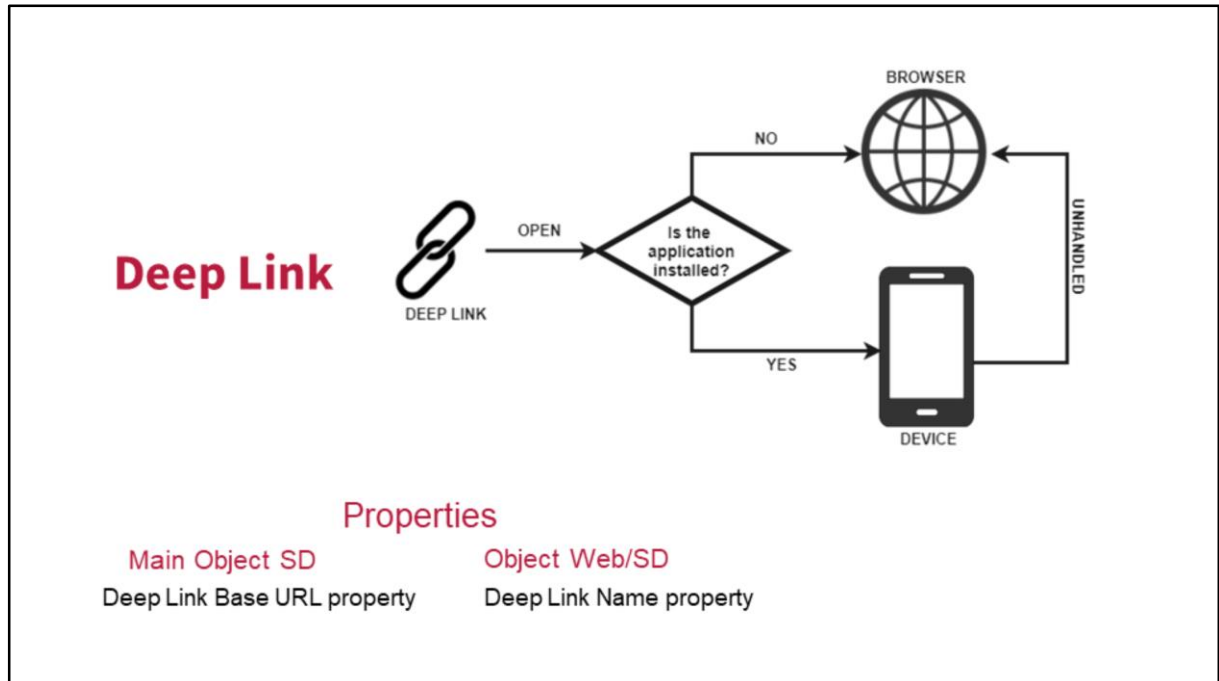 Deep Link
DEEP LINK
OPEN
Is the
application
installed?
NO
BROWSER
YES
DEVICE
UNHANDLED
Properties
Main Object SD
Deep Link Base URL property
Object Web/SD
Deep Link Name property